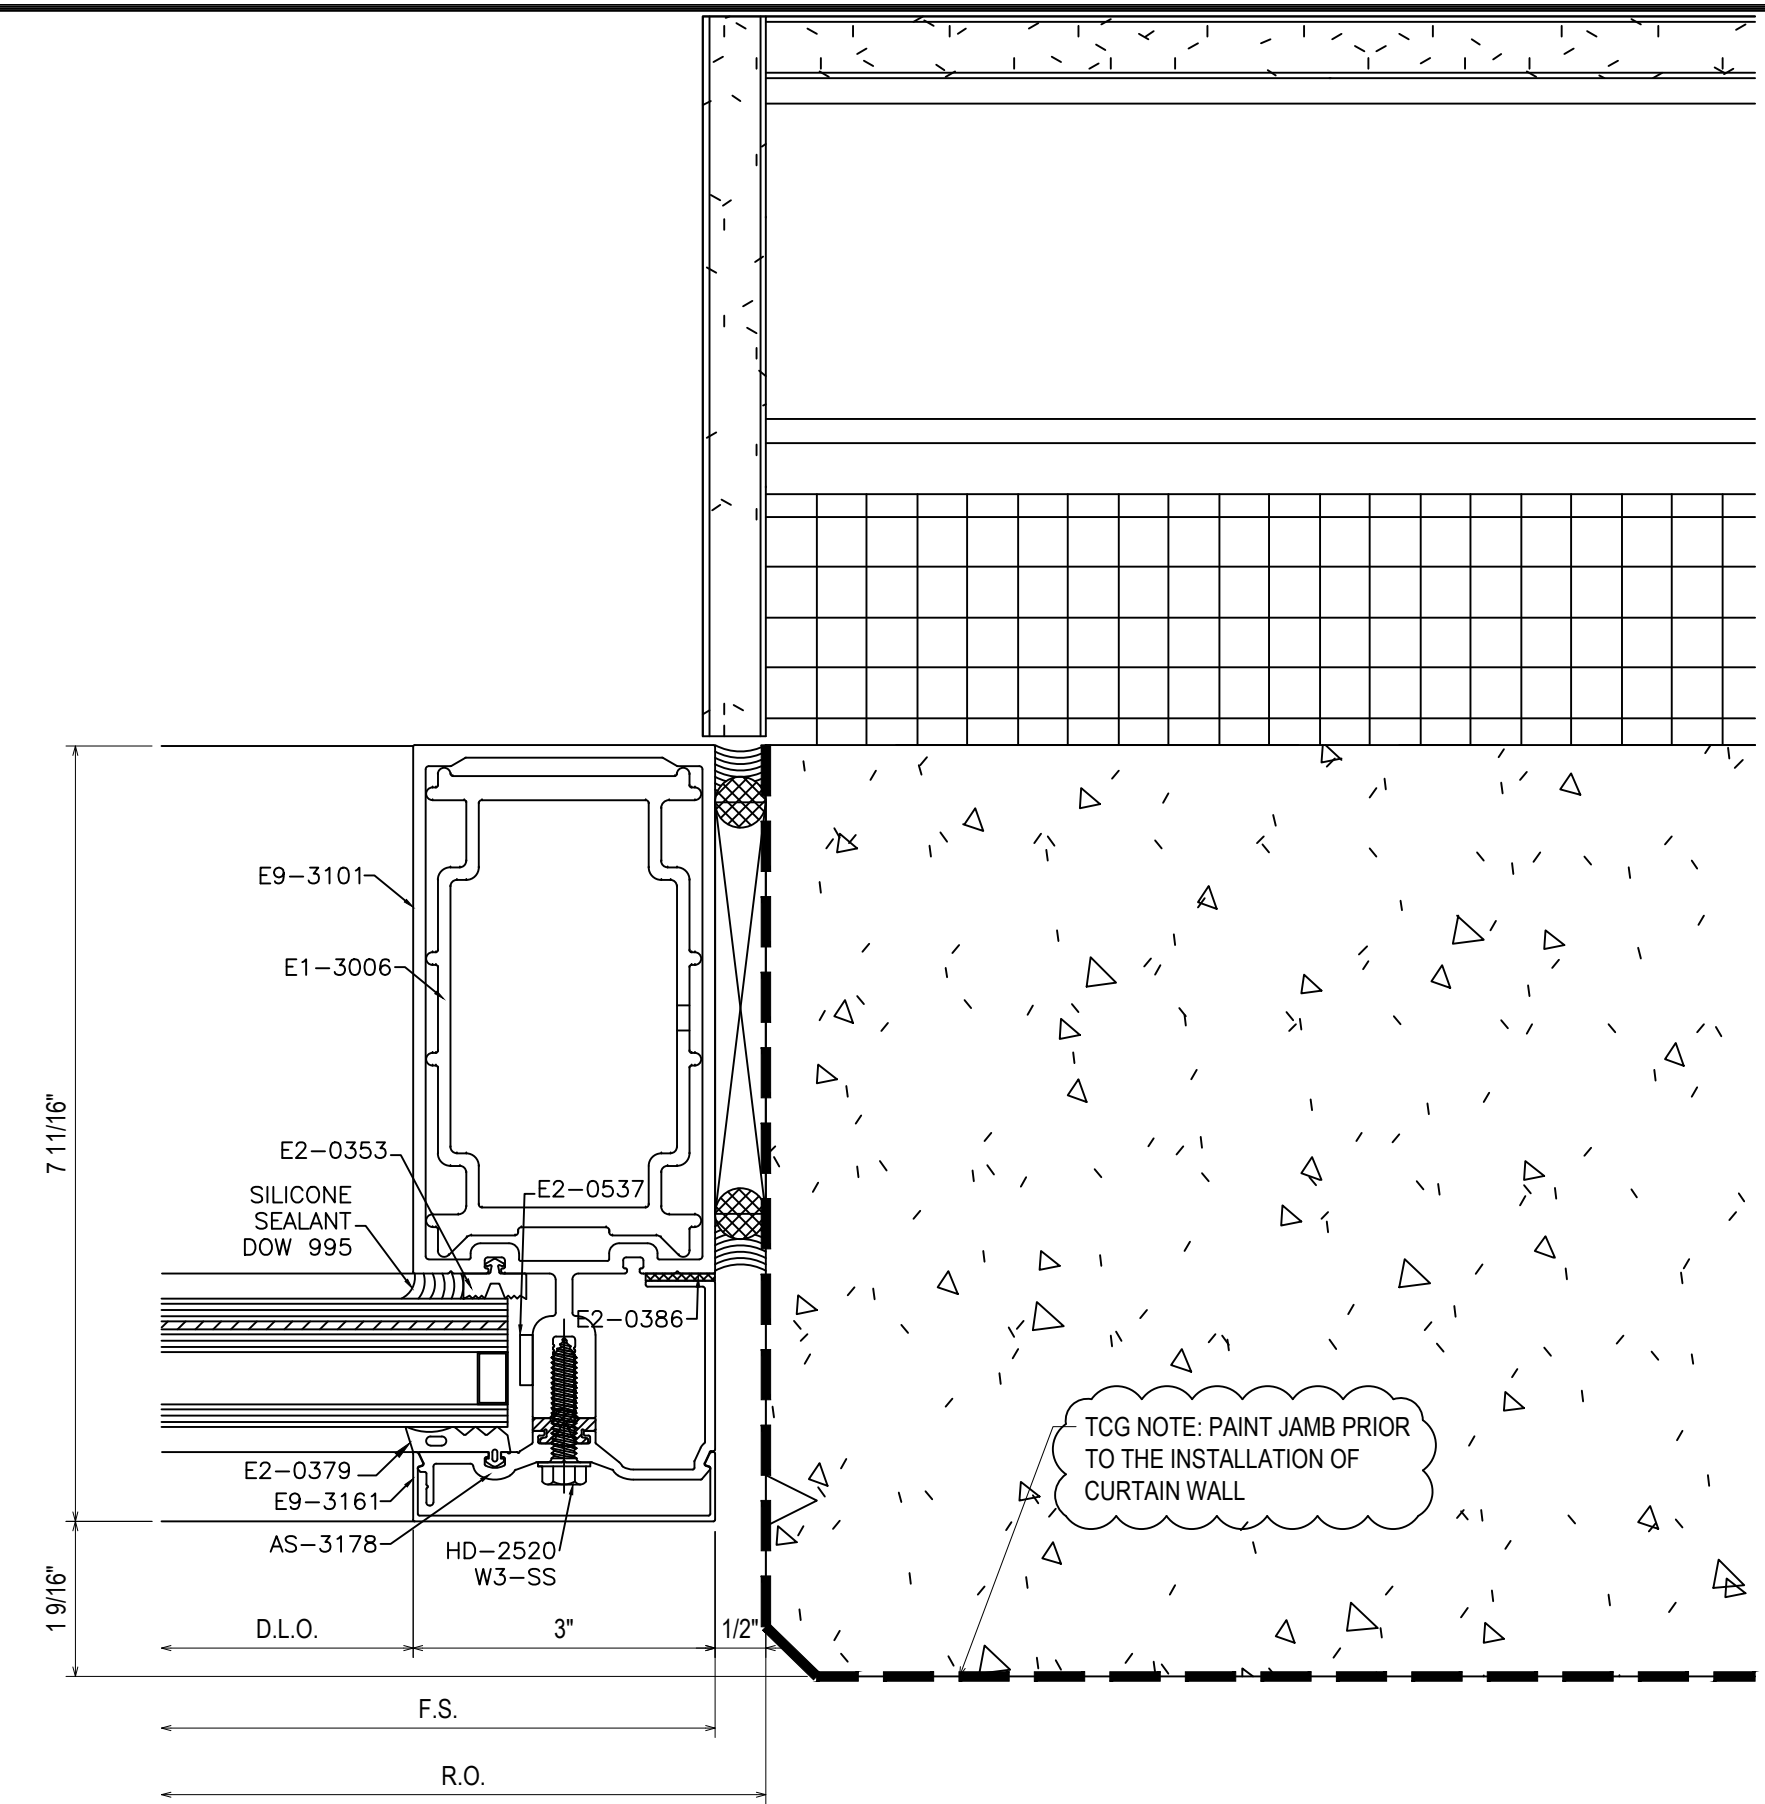 E9-3101
E1-3006
7 11/16"
E2-0353
E2-0537
SILICONE
SEALANT
DOW 995
E2-0386
TCG NOTE: PAINT JAMB PRIOR
TO THE INSTALLATION OF
CURTAIN WALL
E2-0379
E9-3161
AS-3178
HD-2520
W3-SS
1 9/16"
D.L.O.
3"
1/2"
F.S.
R.O.